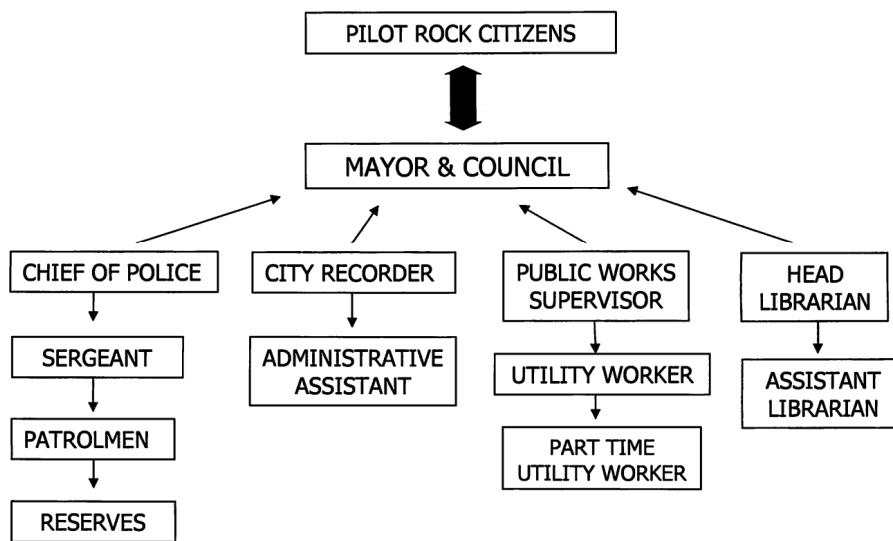 PILOT ROCK CITIZENS
MAYOR & COUNCIL
CHIEF OF POLICE
CITY RECORDER
PUBLIC WORKS
SUPERVISOR
HEAD
LIBRARIAN
SERGEANT
ADMINISTRATIVE
ASSISTANT
UTILITY WORKER
ASSISTANT
LIBRARIAN
PATROLMEN
PART TIME
UTILITY WORKER
RESERVES